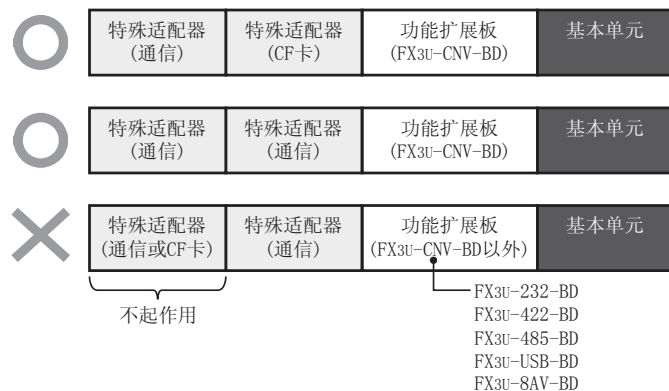 特殊适配器 特殊适配器 功能扩展板 基本单元
(通信) (CF卡) (FX3U-CNV-BD)
特殊适配器 特殊适配器 功能扩展板 基本单元
(通信) (通信) (FX3U-CNV-BD)
特殊适配器 特殊适配器 功能扩展板 基本单元
(通信或CF卡) (通信) (FX3U-CNV-BD以外)
不起作用
FX3U-232-BD
FX3U-422-BD
FX3U-485-BD
FX3U-USB-BD
FX3U-8AV-BD